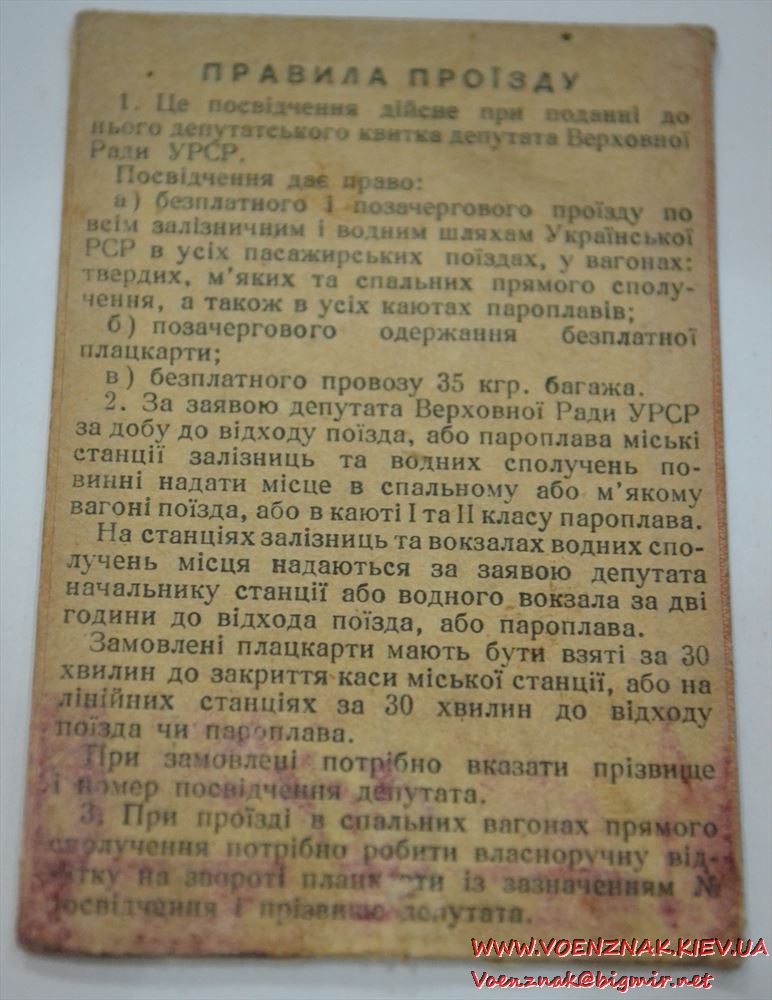 ПРАВИЛА ПРОЇЗДУ
1. Це посвідчення дійсне при поданні до
нього депутатського квитка депутата Верховної
Ради УРСР.
Посвідчення дає право:
а) безплатного і позачергового проїзду по
всім залізничним і водним шляхам Української
РСР в усіх пасажирських поїздах, у вагонах:
твердих, м'яких та спальних прямого сполу-
чення, а також в усіх каютах пароплавів;
б) позачергового одержання безплатної
плацкарти;
в) безплатного провозу 35 кгр. багажа.
2. За заявою депутата Верховної Ради УРСР
за добу до відходу поїзда, або пароплава міські
станції залізниць та водних сполучень по-
винні надати місце в спальному або м'якому
вагоні поїзда, або в каюті І та ІІ класу пароплава.
На станціях залізниць та вокзалах водних спо-
лучень місця надаються за заявою депутата
начальнику станції або водного вокзала за дві
години до відхода поїзда, або пароплава.
Замовлені плацкарти мають бути взяті за 30
хвилин до закриття каси міської станції, або на
лінійних станціях за 30 хвилин до відходу
поїзда чи пароплава.
При замовлені потрібно вказати прізвище
і номер посвідчення депутата.
3. При проїзді в спальних вагонах прямого
сполучення потрібно робити власноручну від-
мітку на звороті плацкарти із зазначенням №
посвідчення і прізвище депутата.
WWW.VOENZNAK.KIEV.UA
Voenznak@bigmir.net